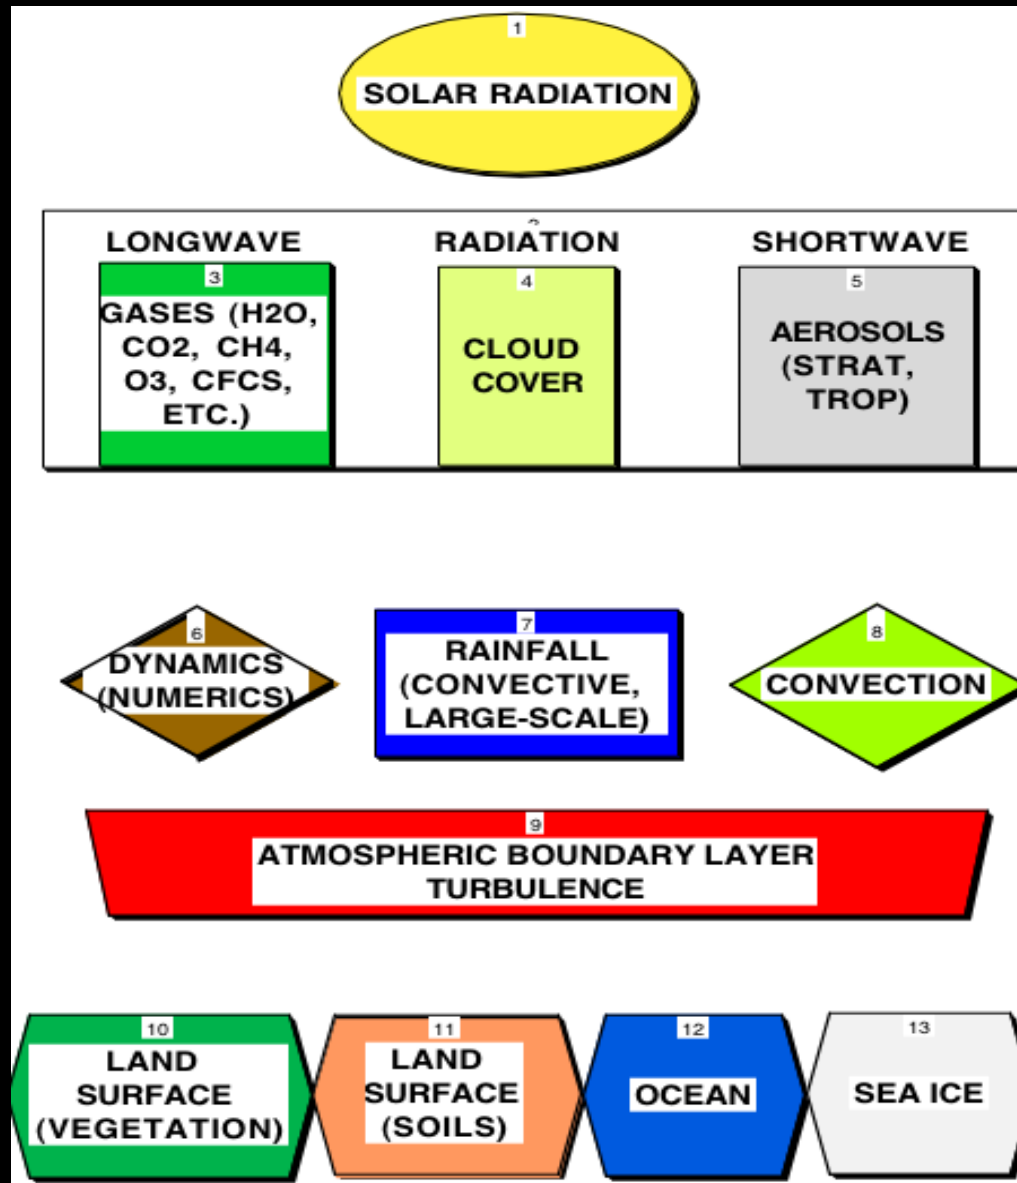 1
SOLAR RADIATION
LONGWAVE
RADIATION
SHORTWAVE
3
GASES (H2O,
CO2, CH4,
O3, CFCS,
ETC.)
4
CLOUD
COVER
5
AEROSOLS
(STRAT,
TROP)
6
DYNAMICS
(NUMERICS)
7
RAINFALL
(CONVECTIVE,
LARGE-SCALE)
8
CONVECTION
9
ATMOSPHERIC BOUNDARY LAYER
TURBULENCE
10
LAND
SURFACE
(VEGETATION)
11
LAND
SURFACE
(SOILS)
12
OCEAN
13
SEA ICE